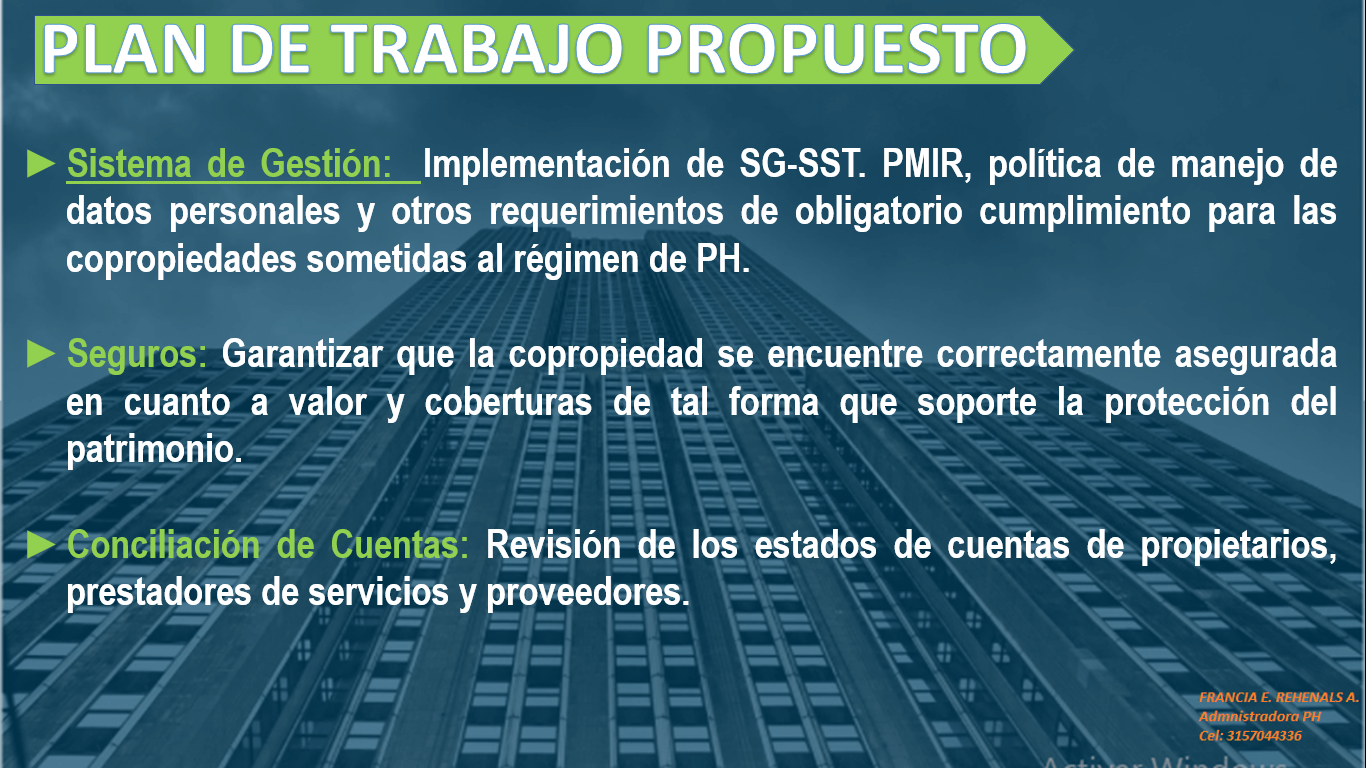 PLAN DE TRABAJO PROPUESTO
► Sistema de Gestión: Implementación de SG-SST. PMIR, política de manejo de
datos personales y otros requerimientos de obligatorio cumplimiento para las
copropiedades sometidas al régimen de PH.
► Seguros: Garantizar que la copropiedad se encuentre correctamente asegurada
en cuanto a valor y coberturas de tal forma que soporte la protección del
patrimonio.
► Conciliación de Cuentas: Revisión de los estados de cuentas de propietarios,
prestadores de servicios y proveedores.
FRANCIA E. REHENALS A.
Admnistradora PH
Cel: 3157044336
Activar Windows